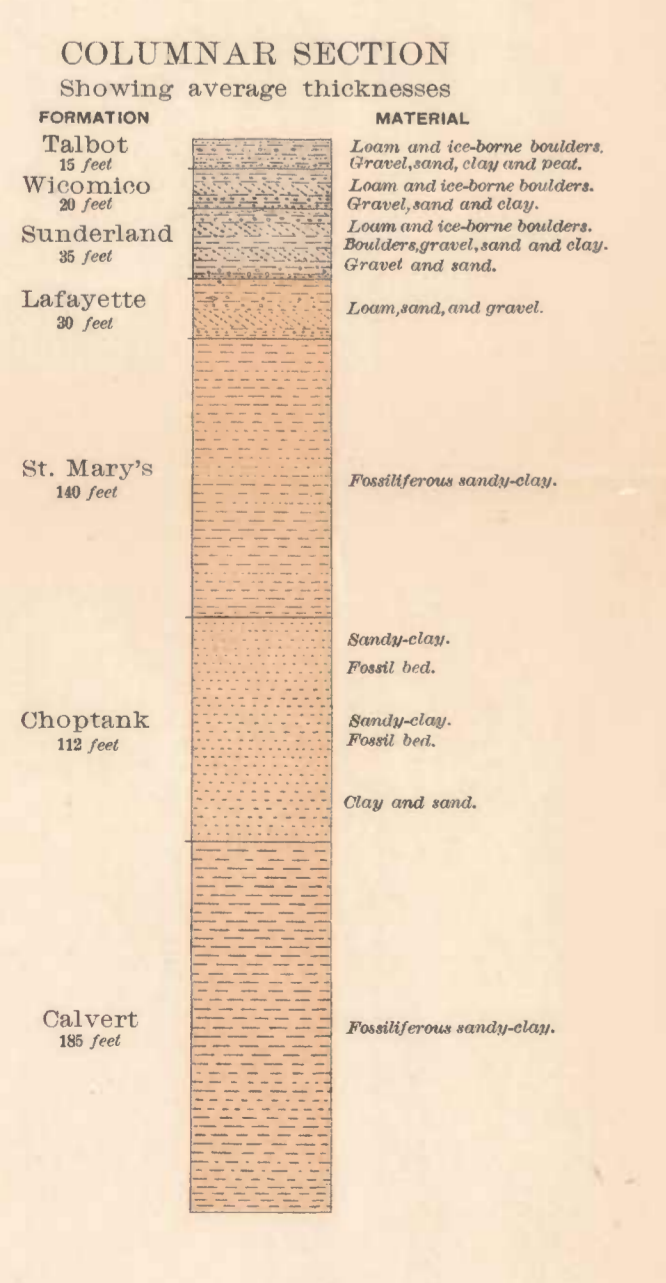 COLUMNAR SECTION
Showing average thicknesses
FORMATION MATERIAL
Talbot
15 feet
Loam and ice-borne boulders.
Gravel, sand, clay and peat.
Wicomico
20 feet
Loam and ice-borne boulders.
Gravel, sand and clay.
Sunderland
35 feet
Loam and ice-borne boulders.
Boulders, gravel, sand and clay.
Gravel and sand.
Lafayette
30 feet
Loam, sand, and gravel.
St. Mary's
140 feet
Fossiliferous sandy-clay.
Choptank
112 feet
Sandy-clay.
Fossil bed.
Sandy-clay.
Fossil bed.
Clay and sand.
Calvert
185 feet
Fossiliferous sandy-clay.